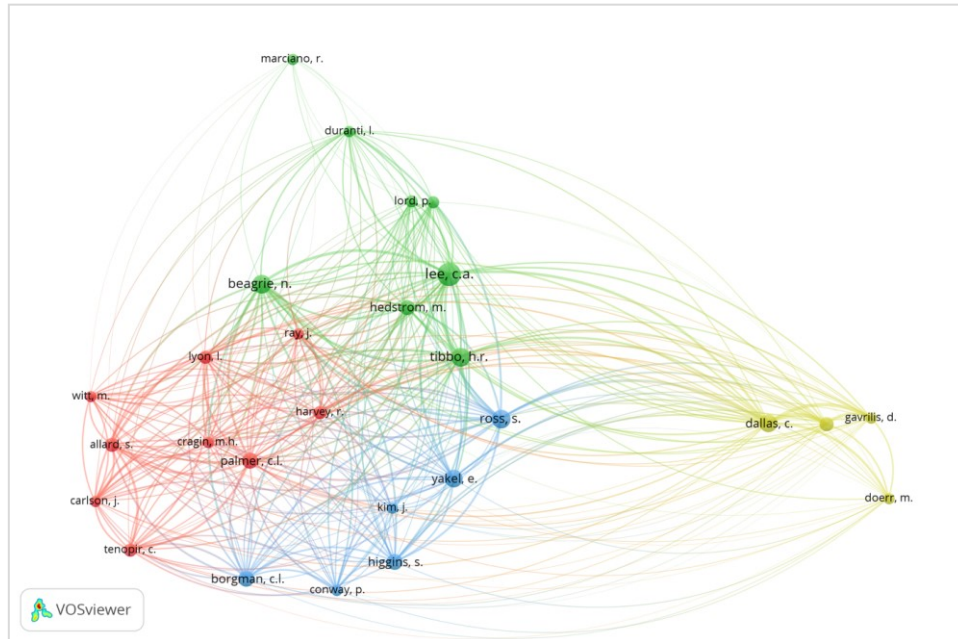 marciano, r.
duranti, l.
lord, p.
lee, c.a.
beagrie, n.
hedstrom, m.
ray, j.
lyon, l.
tibbo, h.r.
witt, m.
harvey, r.
ross, s.
dallas, c.
gavrilis, d.
allard, s.
cragin, m.h.
palmer, c.l.
yakel, e.
carlson, j.
kim, j.
doerr, m.
tenopir, c.
higgins, s.
borgman, c.l.
conway, p.
VOSviewer